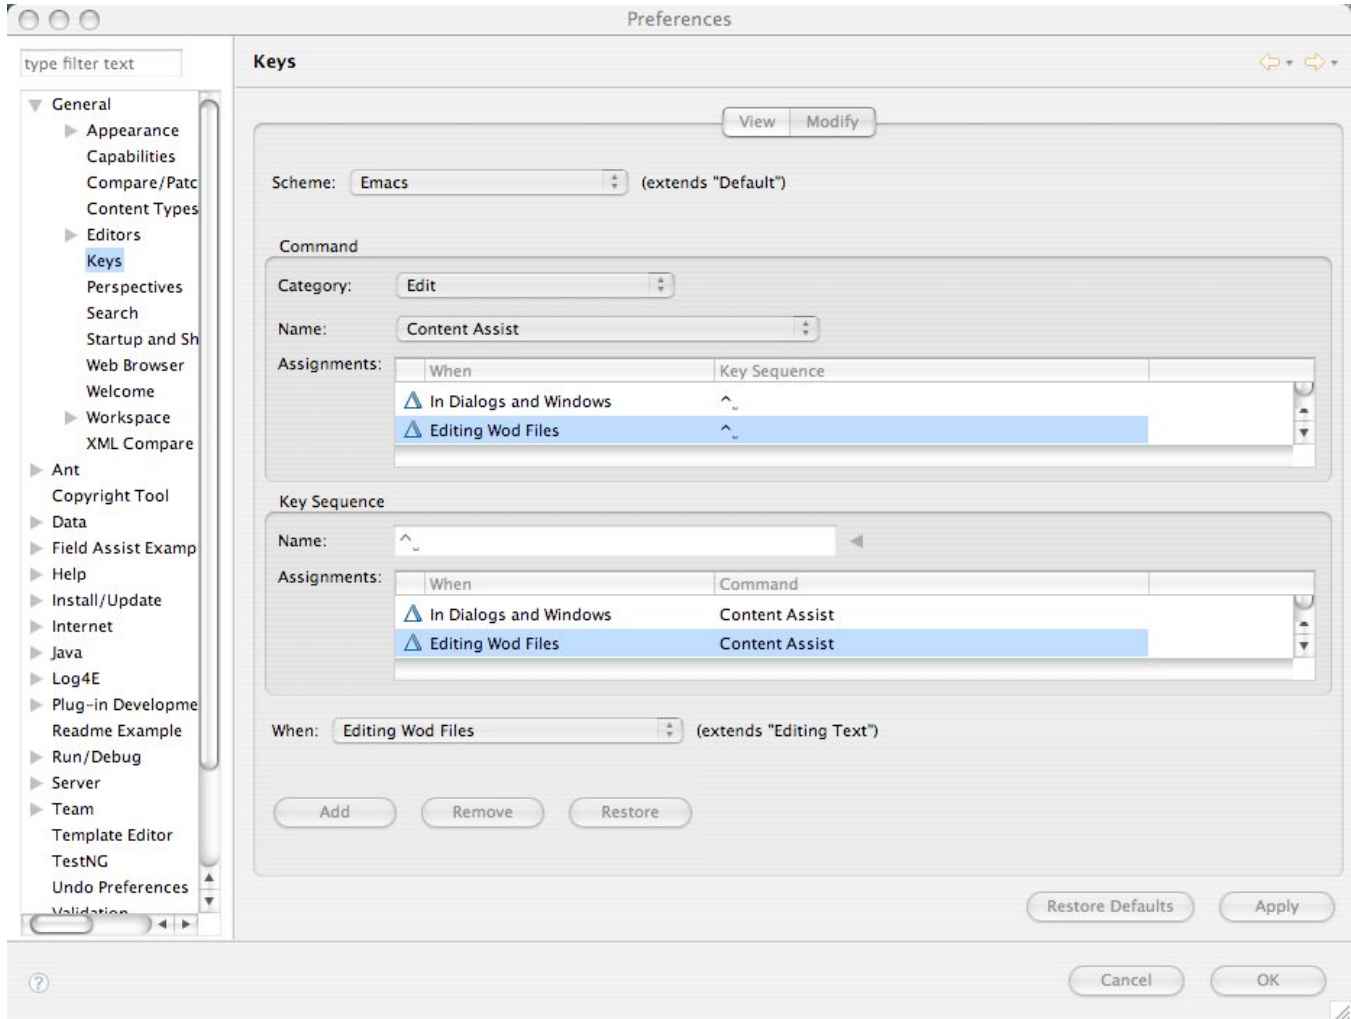 Preferences
type filter text
General
Appearance
Capabilities
Compare/Patc
Content Types
Editors
Keys
Perspectives
Search
Startup and Sh
Web Browser
Welcome
Workspace
XML Compare
Ant
Copyright Tool
Data
Field Assist Examp
Help
Install/Update
Internet
Java
Log4E
Plug-in Developme
Readme Example
Run/Debug
Server
Team
Template Editor
TestNG
Undo Preferences
Validation
Keys
View Modify
Scheme: Emacs (extends "Default")
Command
Category: Edit
Name: Content Assist
Assignments: When Key Sequence
In Dialogs and Windows ^␣
Editing Wod Files ^␣
Key Sequence
Name: ^␣
Assignments: When Command
In Dialogs and Windows Content Assist
Editing Wod Files Content Assist
When: Editing Wod Files (extends "Editing Text")
Add Remove Restore
Restore Defaults Apply
? Cancel OK